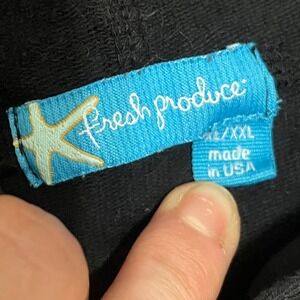 fresh produce
XL/XXL
made
in USA